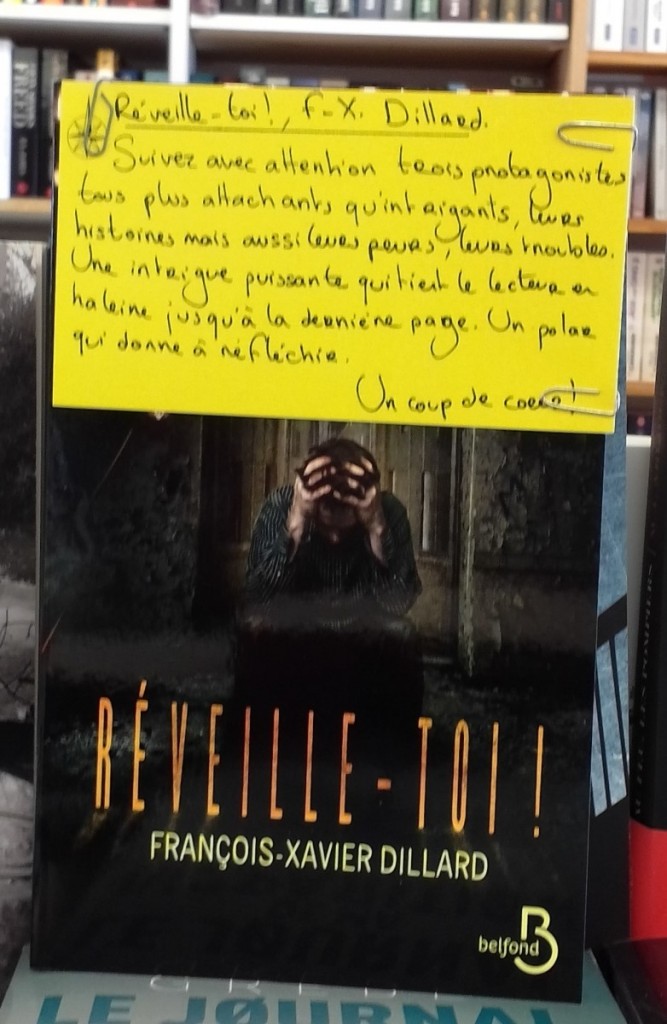 Réveille-toi!, F-X. Dillard.
Suivez avec attention trois protagonistes
tous plus attachants qu'intrigants, leurs
histoires mais aussi leurs peurs, leurs troubles.
Une intrigue puissante qui tient le lecteur en
haleine jusqu'à la dernière page. Un polar
qui donne à réfléchir.
Un coup de coeur!
RÉVEILLE-TOI !
FRANÇOIS-XAVIER DILLARD
B
belfond
LE JOURNAL